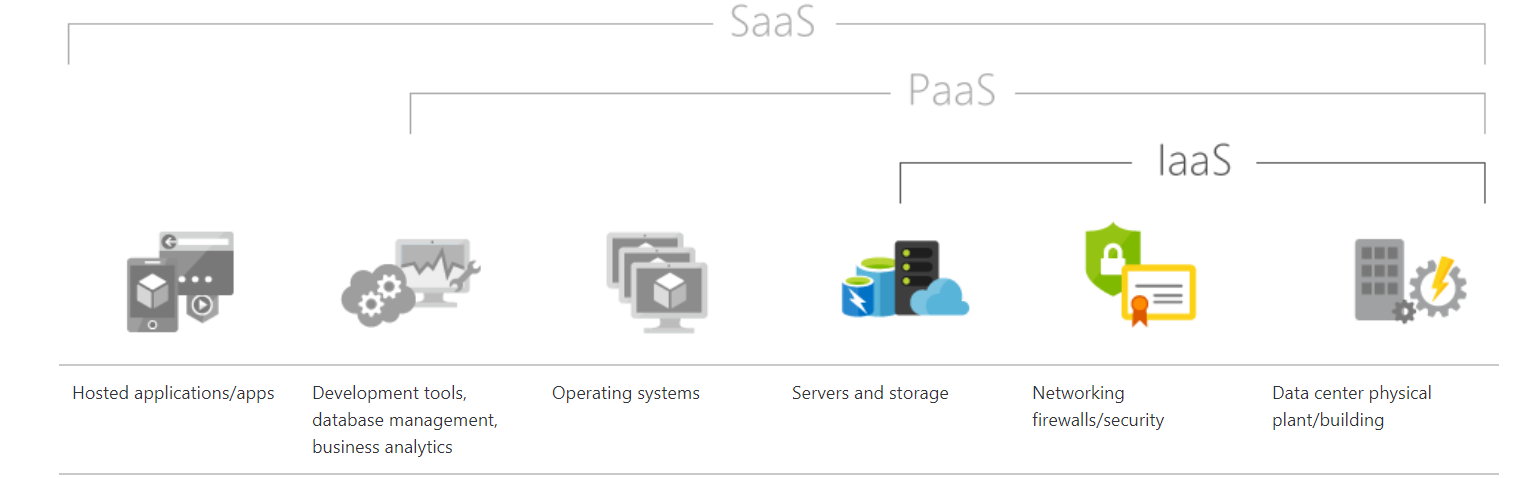 SaaS
PaaS
IaaS
Hosted applications/apps
Development tools,
database management,
business analytics
Operating systems
Servers and storage
Networking
firewalls/security
Data center physical
plant/building